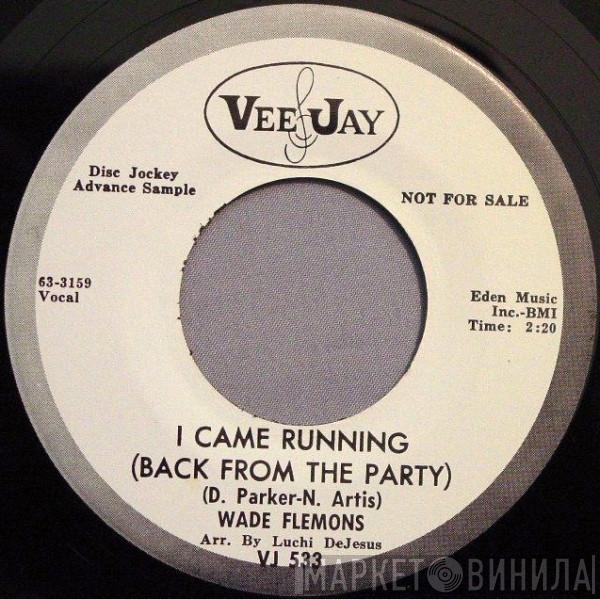 VEE JAY
Disc Jockey
Advance Sample
NOT FOR SALE
63-3159
Vocal
Eden Music
Inc.-BMI
Time: 2:20
I CAME RUNNING
(BACK FROM THE PARTY)
(D. Parker-N. Artis)
WADE FLEMONS
Arr. By Luchi DeJesus
VJ 533
МАРКЕТ ВИНИЛА